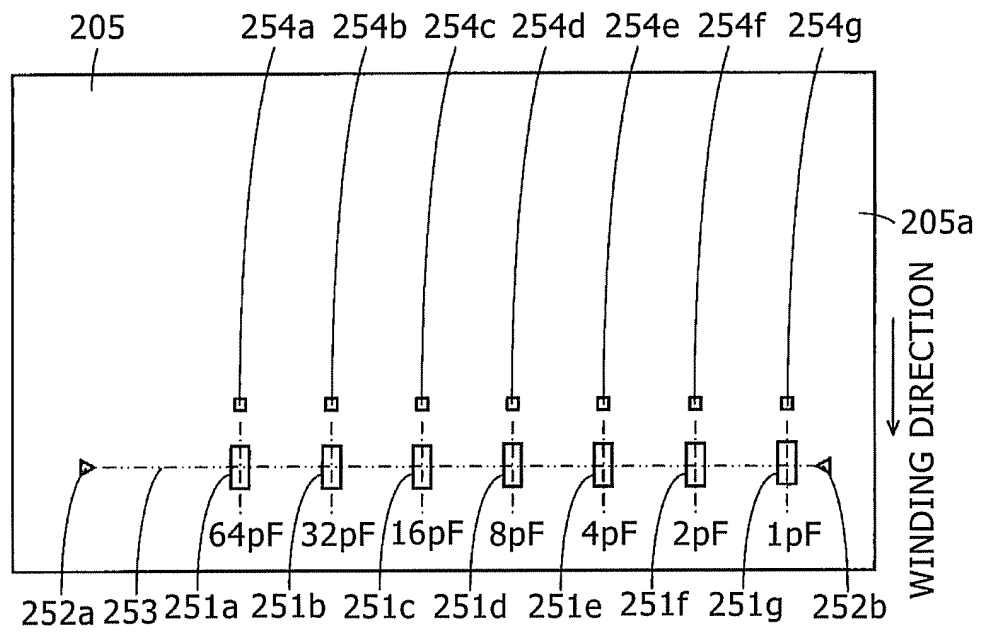 205 254a 254b 254c 254d 254e 254f 254g
205a
WINDING DIRECTION
64pF 32pF 16pF 8pF 4pF 2pF 1pF
252a 253 251a 251b 251c 251d 251e 251f 251g 252b